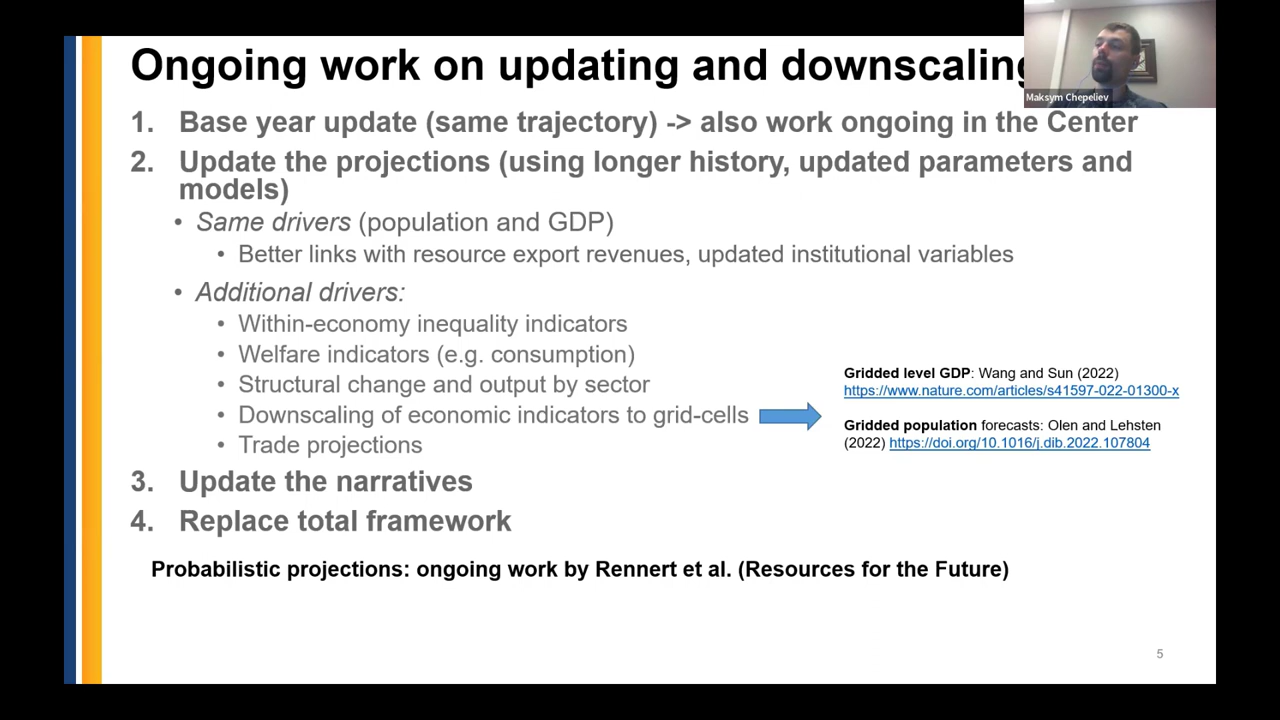 Ongoing work on updating and downscaling
Maksym Chepeliev
1. Base year update (same trajectory) -> also work ongoing in the Center
2. Update the projections (using longer history, updated parameters and
models)
• Same drivers (population and GDP)
• Better links with resource export revenues, updated institutional variables
• Additional drivers:
• Within-economy inequality indicators
• Welfare indicators (e.g. consumption)
• Structural change and output by sector
• Downscaling of economic indicators to grid-cells
• Trade projections
Gridded level GDP: Wang and Sun (2022)
https://www.nature.com/articles/s41597-022-01300-x
Gridded population forecasts: Olen and Lehsten
(2022) https://doi.org/10.1016/j.dib.2022.107804
3. Update the narratives
4. Replace total framework
Probabilistic projections: ongoing work by Rennert et al. (Resources for the Future)
5